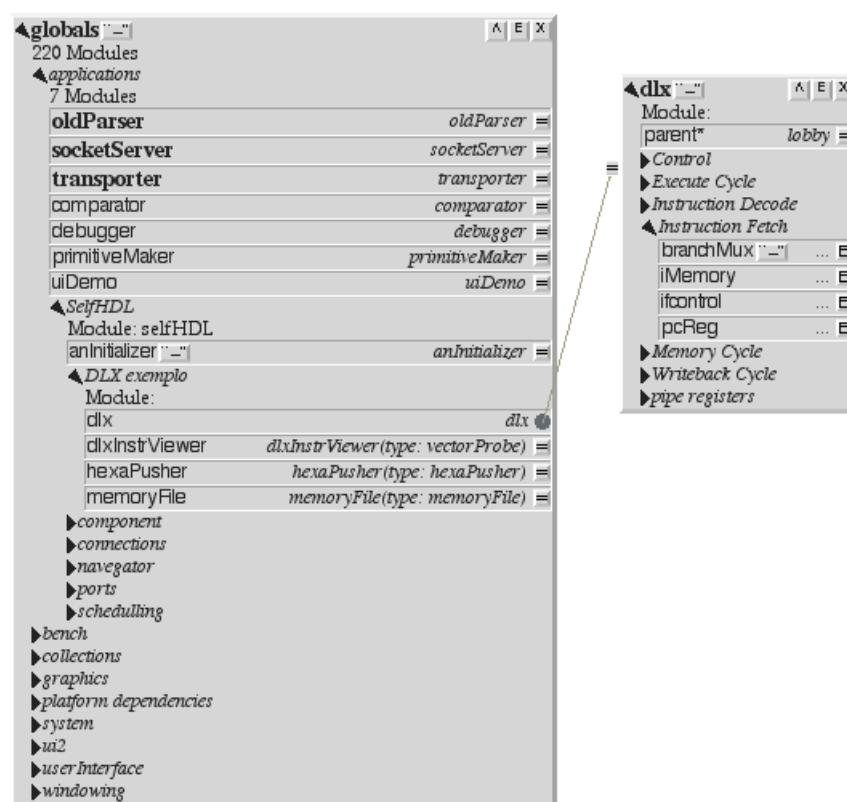 globals "..." ʌ E X
220 Modules
applications
7 Modules
oldParser oldParser =
socketServer socketServer =
transporter transporter =
comparator comparator =
debugger debugger =
primitiveMaker primitiveMaker =
uiDemo uiDemo =
SelfHDL
Module: selfHDL
anInitializer "..." anInitializer =
DLX exemplo
Module:
dlx dlx
dlxInstrViewer dlxInstrViewer(type: vectorProbe) =
hexaPusher hexaPusher(type: hexaPusher) =
memoryFile memoryFile(type: memoryFile) =
component
connections
navegator
ports
schedulling
bench
collections
graphics
platform dependencies
system
ui2
userInterface
windowing
=
dlx "..." ʌ E X
Module:
parent* lobby =
Control
Execute Cycle
Instruction Decode
Instruction Fetch
branchMux "..." ... E
iMemory ... E
ifcontrol ... E
pcReg ... E
Memory Cycle
Writeback Cycle
pipe registers